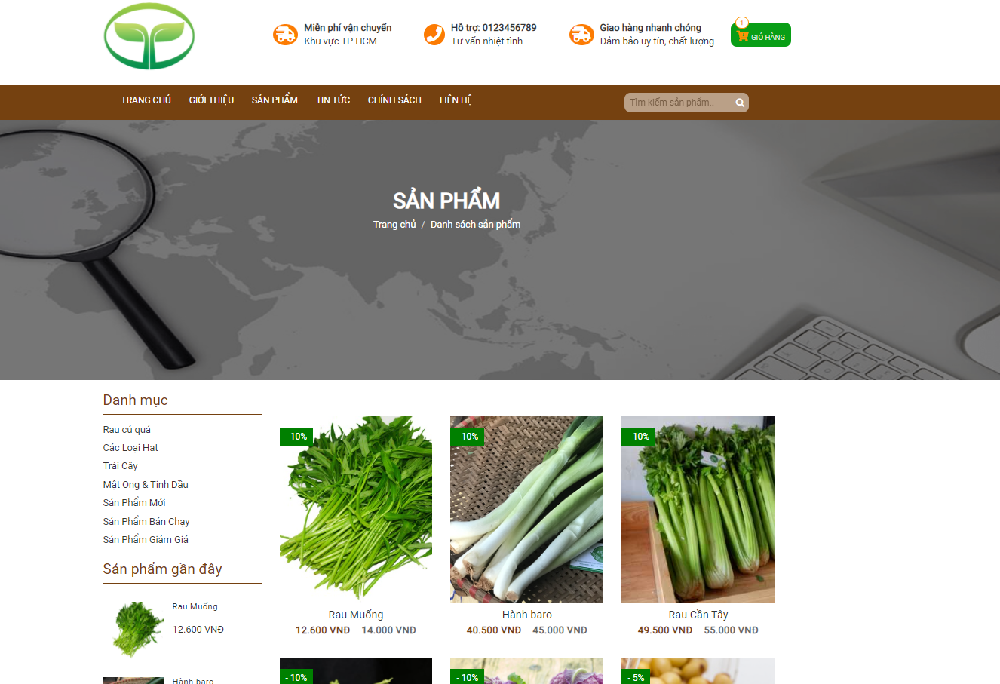 Miễn phí vận chuyển
Khu vực TP HCM
Hỗ trợ: 0123456789
Tư vấn nhiệt tình
Giao hàng nhanh chóng
Đảm bảo uy tín, chất lượng
1
GIỎ HÀNG
TRANG CHỦ
GIỚI THIỆU
SẢN PHẨM
TIN TỨC
CHÍNH SÁCH
LIÊN HỆ
Tìm kiếm sản phẩm..
SẢN PHẨM
Trang chủ / Danh sách sản phẩm
Danh mục
Rau củ quả
Các Loại Hạt
Trái Cây
Mật Ong & Tinh Dầu
Sản Phẩm Mới
Sản Phẩm Bán Chạy
Sản Phẩm Giảm Giá
Sản phẩm gần đây
Rau Muống
12.600 VNĐ
Hành baro
- 10%
Rau Muống
12.600 VNĐ 14.000 VNĐ
- 10%
Hành baro
40.500 VNĐ 45.000 VNĐ
- 10%
Rau Cần Tây
49.500 VNĐ 55.000 VNĐ
- 10%
- 10%
- 5%